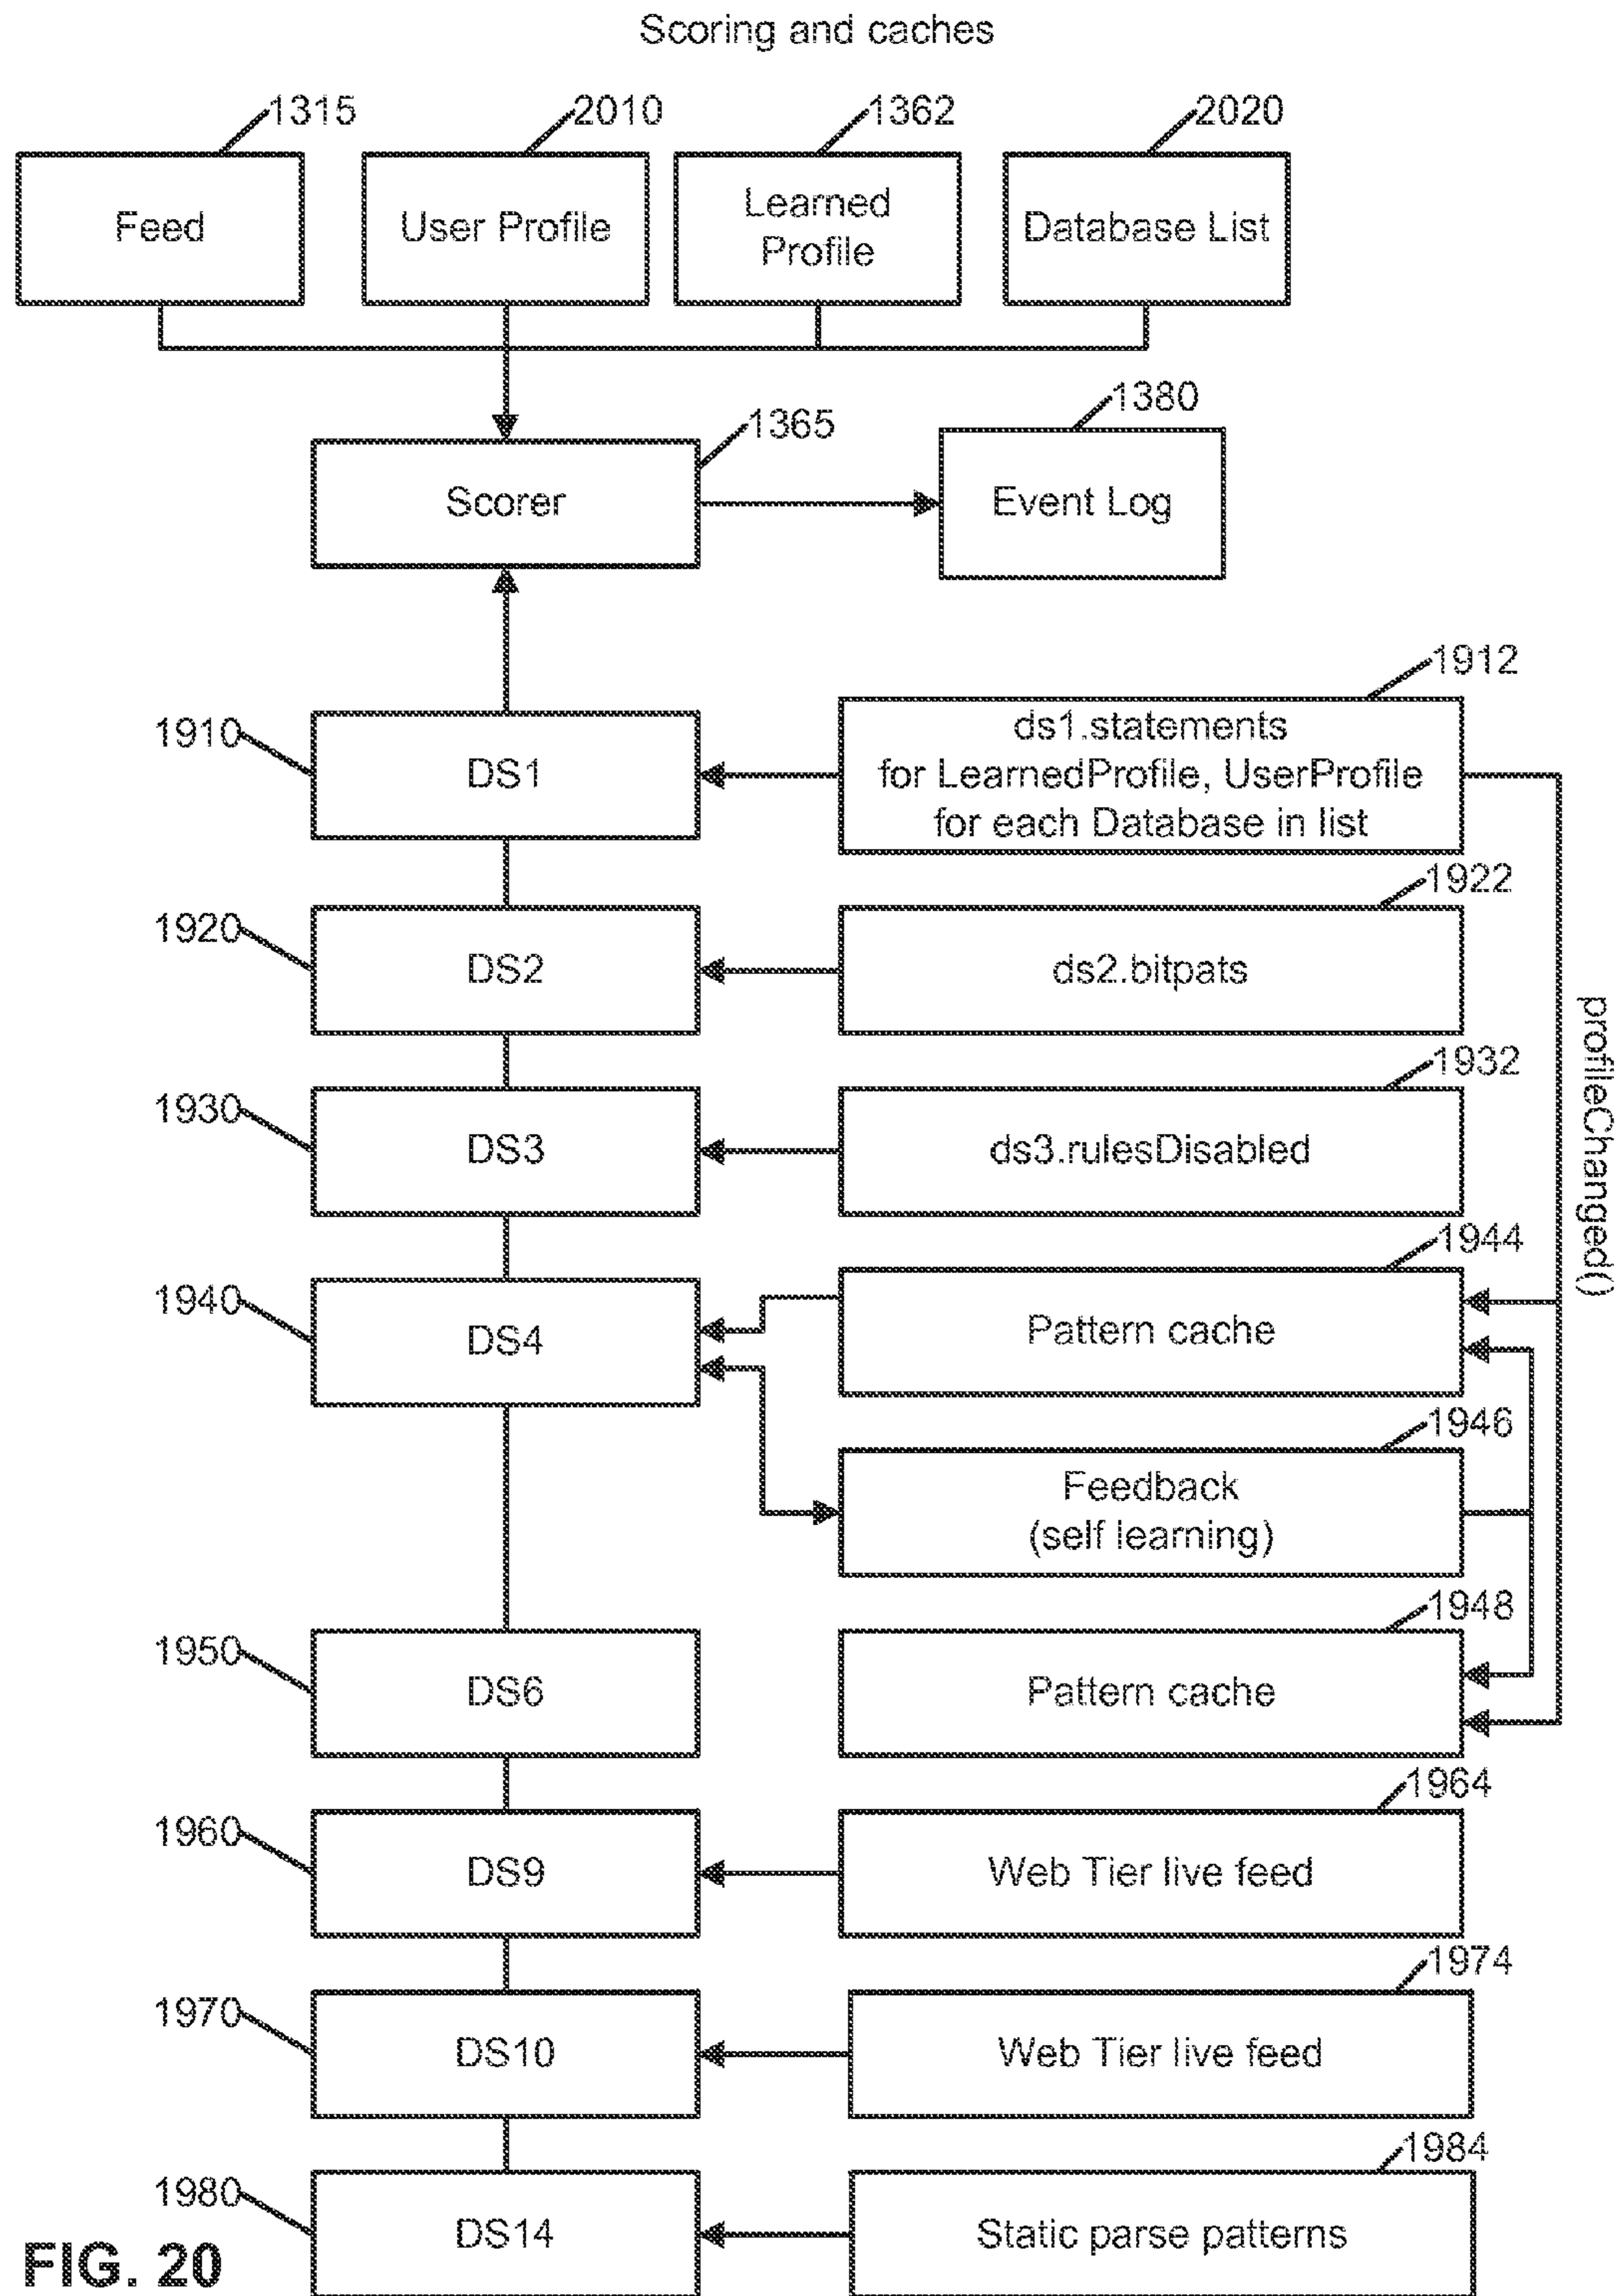 Scoring and caches
1315
2010
1362
2020
Feed
User Profile
Learned
Profile
Database List
1365
1380
Scorer
Event Log
1912
1910
DS1
ds1.statements
for LearnedProfile, UserProfile
for each Database in list
1922
1920
DS2
ds2.bitpats
profileChanged()
1932
1930
DS3
ds3.rulesDisabled
1944
1940
DS4
Pattern cache
1946
Feedback
(self learning)
1948
1950
DS6
Pattern cache
1964
1960
DS9
Web Tier live feed
1974
1970
DS10
Web Tier live feed
1984
1980
DS14
Static parse patterns
FIG. 20